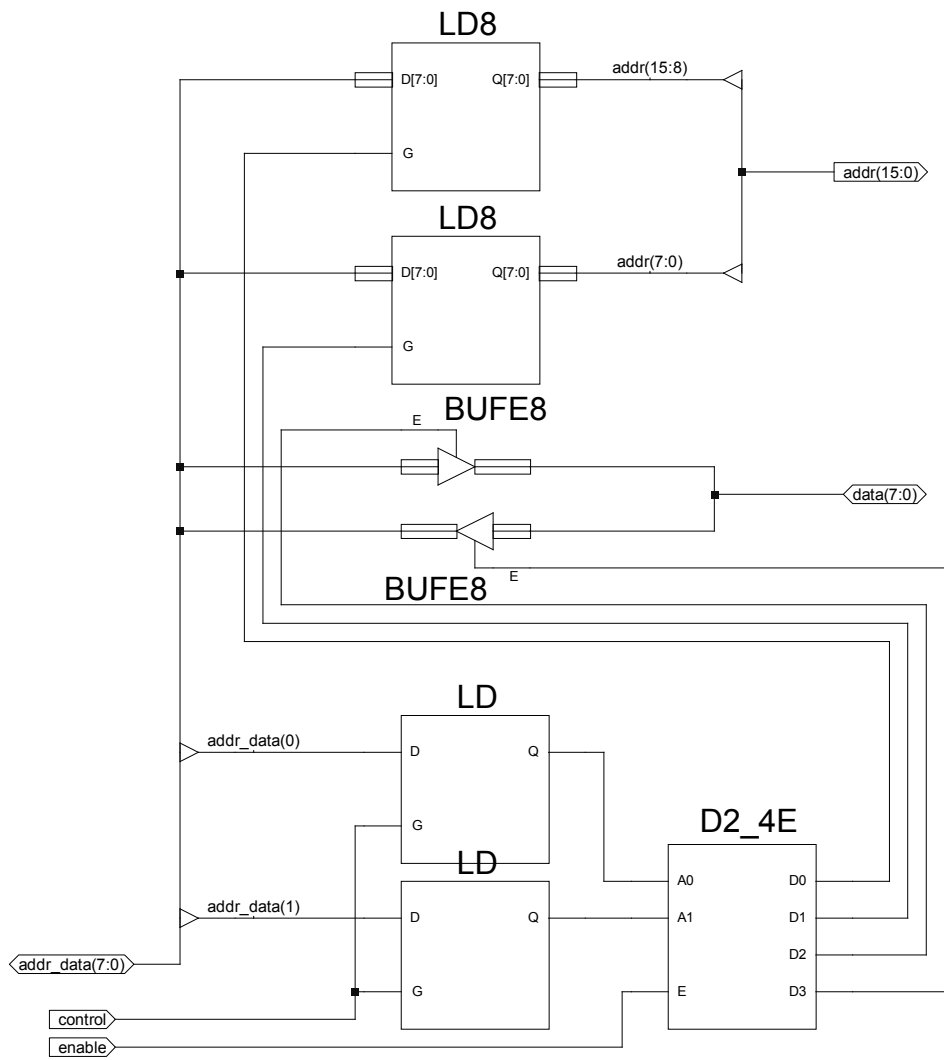 LD8
D[7:0] Q[7:0] addr(15:8)
G
addr(15:0)
LD8
D[7:0] Q[7:0] addr(7:0)
G
BUFE8
E
data(7:0)
E
BUFE8
LD
addr_data(0) D Q
G
D2_4E
LD
A0 D0
addr_data(1) D Q A1 D1
D2
addr_data(7:0)
G E D3
control
enable